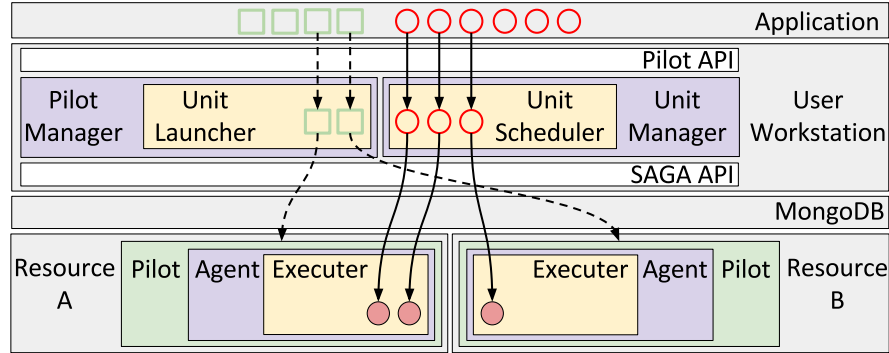 Application
Pilot API
Pilot
Manager
Unit
Launcher
Unit
Scheduler
Unit
Manager
User
Workstation
SAGA API
MongoDB
Resource
A
Pilot
Agent
Executer
Executer
Agent
Pilot
Resource
B